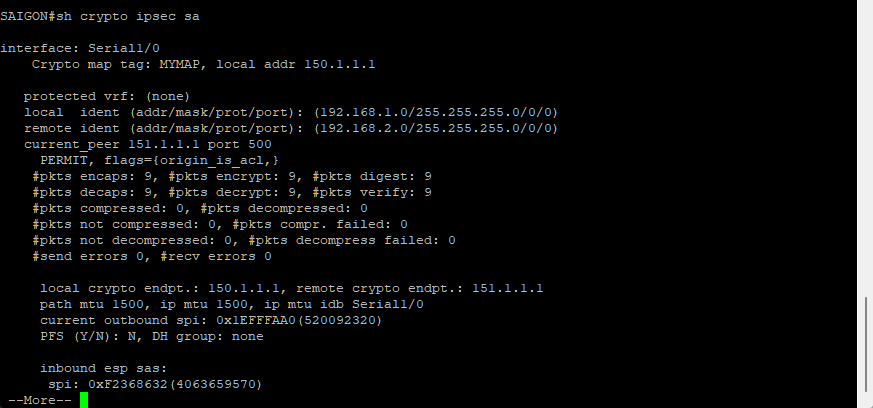 SAIGON#sh crypto ipsec sa
interface: Serial1/0
Crypto map tag: MYMAP, local addr 150.1.1.1
protected vrf: (none)
local ident (addr/mask/prot/port): (192.168.1.0/255.255.255.0/0/0)
remote ident (addr/mask/prot/port): (192.168.2.0/255.255.255.0/0/0)
current_peer 151.1.1.1 port 500
PERMIT, flags={origin_is_acl,}
#pkts encaps: 9, #pkts encrypt: 9, #pkts digest: 9
#pkts decaps: 9, #pkts decrypt: 9, #pkts verify: 9
#pkts compressed: 0, #pkts decompressed: 0
#pkts not compressed: 0, #pkts compr. failed: 0
#pkts not decompressed: 0, #pkts decompress failed: 0
#send errors 0, #recv errors 0
local crypto endpt.: 150.1.1.1, remote crypto endpt.: 151.1.1.1
path mtu 1500, ip mtu 1500, ip mtu idb Serial1/0
current outbound spi: 0x1EFFFAA0(520092320)
PFS (Y/N): N, DH group: none
inbound esp sas:
spi: 0xF2368632(4063659570)
--More--